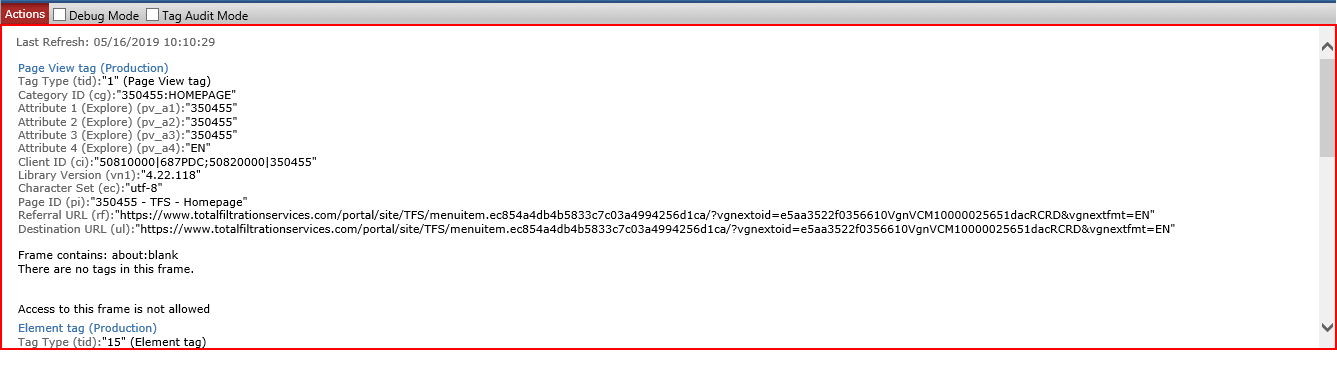 Actions Debug Mode Tag Audit Mode
Last Refresh: 05/16/2019 10:10:29
Page View tag (Production)
Tag Type (tid):"1" (Page View tag)
Category ID (cg):"350455:HOMEPAGE"
Attribute 1 (Explore) (pv_a1):"350455"
Attribute 2 (Explore) (pv_a2):"350455"
Attribute 3 (Explore) (pv_a3):"350455"
Attribute 4 (Explore) (pv_a4):"EN"
Client ID (ci):"50810000|687PDC;50820000|350455"
Library Version (vn1):"4.22.118"
Character Set (ec):"utf-8"
Page ID (pi):"350455 - TFS - Homepage"
Referral URL (rf):"https://www.totalfiltrationservices.com/portal/site/TFS/menuitem.ec854a4db4b5833c7c03a4994256d1ca/?vgnextoid=e5aa3522f0356610VgnVCM10000025651dacRCRD&vgnextfmt=EN"
Destination URL (ul):"https://www.totalfiltrationservices.com/portal/site/TFS/menuitem.ec854a4db4b5833c7c03a4994256d1ca/?vgnextoid=e5aa3522f0356610VgnVCM10000025651dacRCRD&vgnextfmt=EN"
Frame contains: about:blank
There are no tags in this frame.
Access to this frame is not allowed
Element tag (Production)
Tag Type (tid):"15" (Element tag)